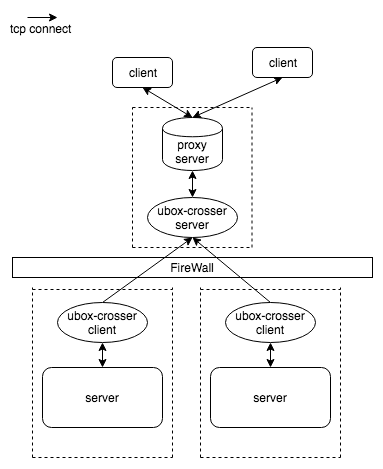 tcp connect
client
client
proxy
server
ubox-crosser
server
FireWall
ubox-crosser
client
ubox-crosser
client
server
server